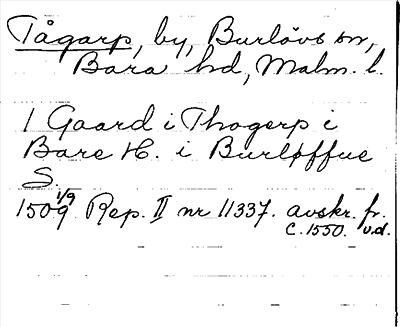 Tågarp, by, Burlövs sn,
Bara hd, Malm. l.
1 Gaard i Thogerp i
Bare H. i Burløffue
S.
1509 1/9 Rep. II nr 11337. avskr. fr.
c. 1550. v.d.